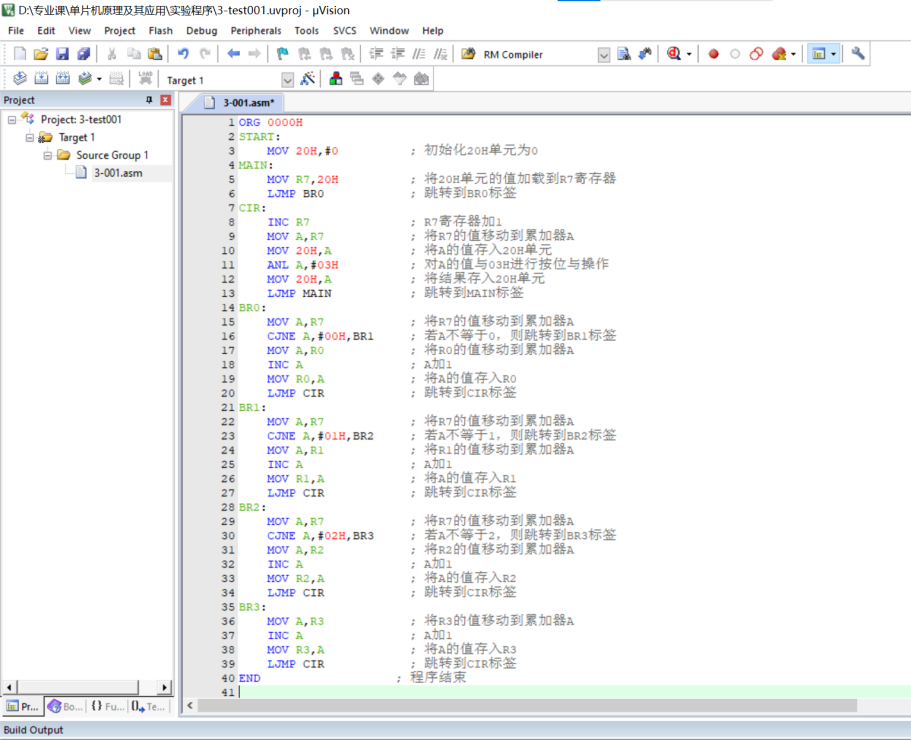 D:\专业课\单片机原理及其应用\实验程序\3-test001.uvproj - µVision
File Edit View Project Flash Debug Peripherals Tools SVCS Window Help
RM Compiler
LOAD Target 1
Project
3-001.asm*
Project: 3-test001
Target 1
Source Group 1
3-001.asm
1 ORG 0000H
2 START:
3 MOV 20H,#0 ; 初始化20H单元为0
4 MAIN:
5 MOV R7,20H ; 将20H单元的值加载到R7寄存器
6 LJMP BR0 ; 跳转到BR0标签
7 CIR:
8 INC R7 ; R7寄存器加1
9 MOV A,R7 ; 将R7的值移动到累加器A
10 MOV 20H,A ; 将A的值存入20H单元
11 ANL A,#03H ; 对A的值与03H进行按位与操作
12 MOV 20H,A ; 将结果存入20H单元
13 LJMP MAIN ; 跳转到MAIN标签
14 BR0:
15 MOV A,R7 ; 将R7的值移动到累加器A
16 CJNE A,#00H,BR1 ; 若A不等于0，则跳转到BR1标签
17 MOV A,R0 ; 将R0的值移动到累加器A
18 INC A ; A加1
19 MOV R0,A ; 将A的值存入R0
20 LJMP CIR ; 跳转到CIR标签
21 BR1:
22 MOV A,R7 ; 将R7的值移动到累加器A
23 CJNE A,#01H,BR2 ; 若A不等于1，则跳转到BR2标签
24 MOV A,R1 ; 将R1的值移动到累加器A
25 INC A ; A加1
26 MOV R1,A ; 将A的值存入R1
27 LJMP CIR ; 跳转到CIR标签
28 BR2:
29 MOV A,R7 ; 将R7的值移动到累加器A
30 CJNE A,#02H,BR3 ; 若A不等于2，则跳转到BR3标签
31 MOV A,R2 ; 将R2的值移动到累加器A
32 INC A ; A加1
33 MOV R2,A ; 将A的值存入R2
34 LJMP CIR ; 跳转到CIR标签
35 BR3:
36 MOV A,R3 ; 将R3的值移动到累加器A
37 INC A ; A加1
38 MOV R3,A ; 将A的值存入R3
39 LJMP CIR ; 跳转到CIR标签
40 END ; 程序结束
41
Pr... Bo... {} Fu... Te...
Build Output